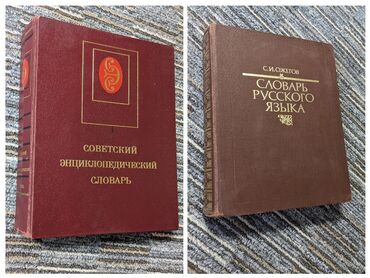 СОВЕТСКИЙ
ЭНЦИКЛОПЕДИЧЕСКИЙ
СЛОВАРЬ
С.И.ОЖЕГОВ
СЛОВАРЬ
РУССКОГО
ЯЗЫКА